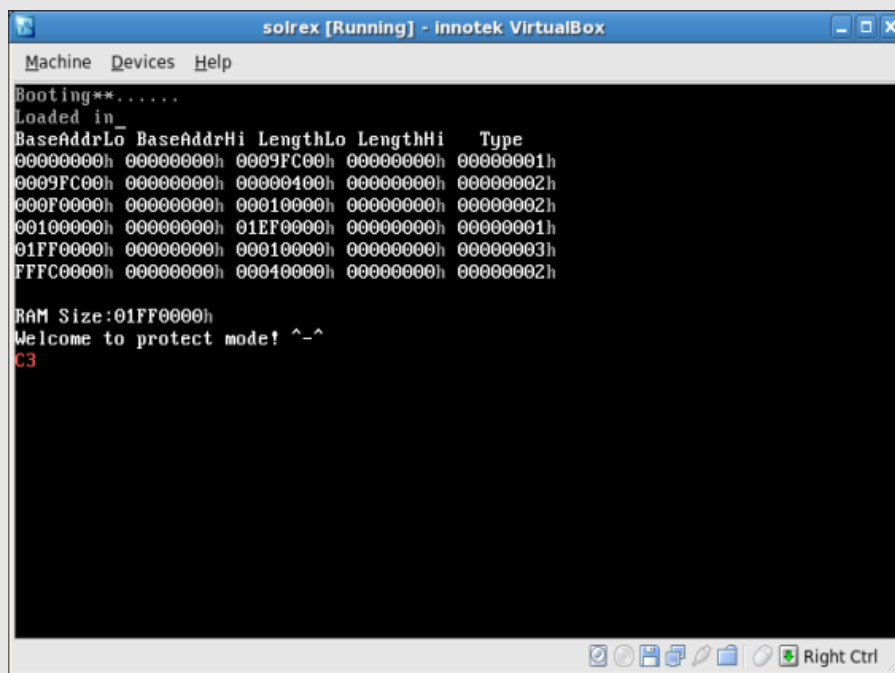 solrex [Running] - innotek VirtualBox
Machine Devices Help
Booting**......
Loaded in_
BaseAddrLo BaseAddrHi LengthLo LengthHi Type
00000000h 00000000h 0009FC00h 00000000h 00000001h
0009FC00h 00000000h 00000400h 00000000h 00000002h
000F0000h 00000000h 00010000h 00000000h 00000002h
00100000h 00000000h 01EF0000h 00000000h 00000001h
01FF0000h 00000000h 00010000h 00000000h 00000003h
FFFC0000h 00000000h 00040000h 00000000h 00000002h
RAM Size:01FF0000h
Welcome to protect mode! ^-^
C3
Right Ctrl